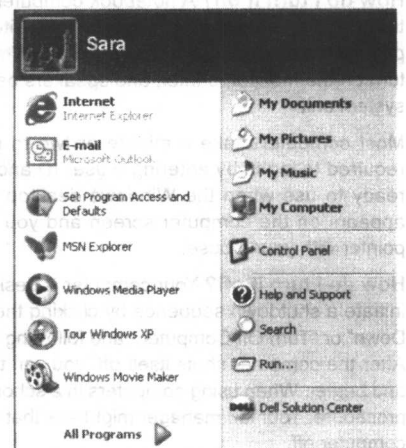 Sara
Internet
Internet Explorer
E-mail
Microsoft Outlook
Set Program Access and
Defaults
MSN Explorer
Windows Media Player
Tour Windows XP
Windows Movie Maker
All Programs
My Documents
My Pictures
My Music
My Computer
Control Panel
Help and Support
Search
Run...
DELL Dell Solution Center